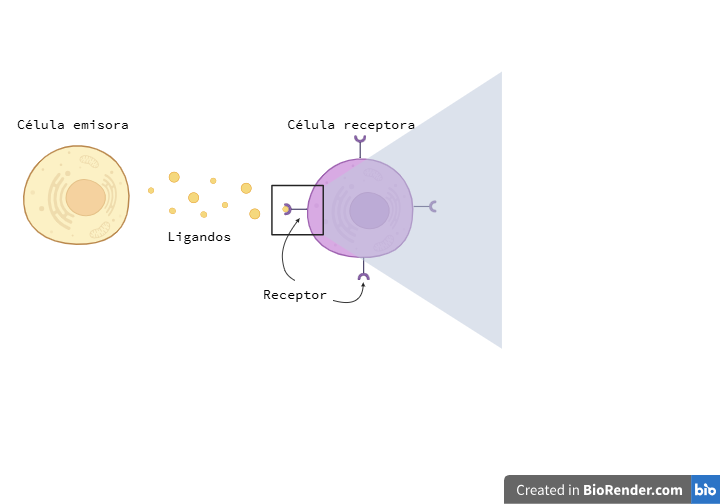 Célula emisora
Célula receptora
Ligandos
Receptor
Created in BioRender.com bio